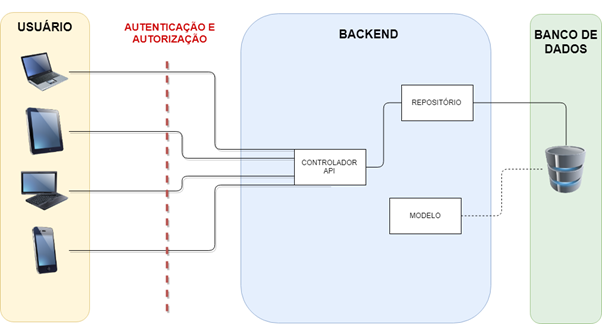 USUÁRIO
AUTENTICAÇÃO E
AUTORIZAÇÃO
BACKEND
BANCO DE
DADOS
REPOSITÓRIO
CONTROLADOR
API
MODELO